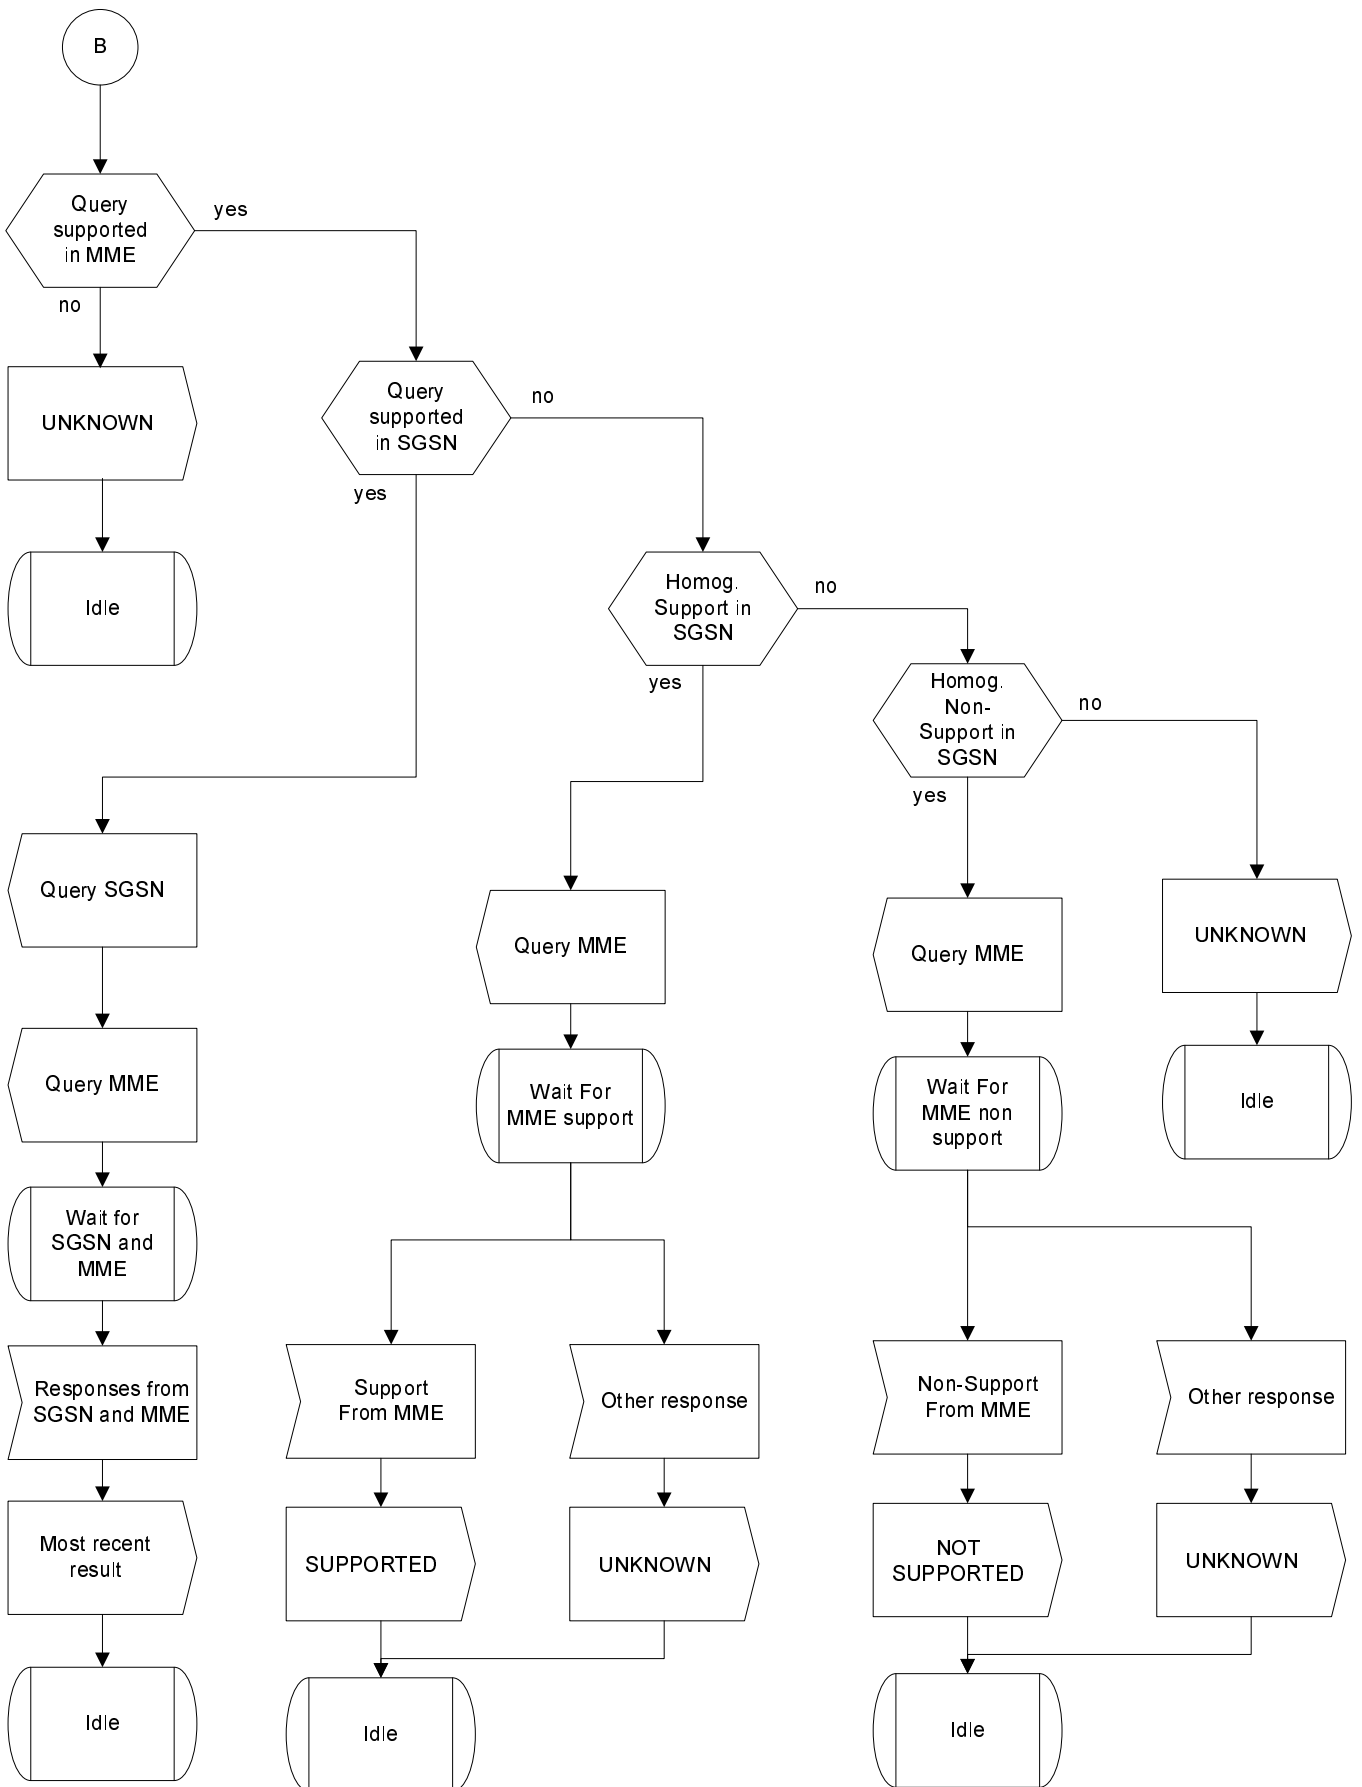 B
Query
supported
in MME
yes
no
UNKNOWN
Idle
Query
supported
in SGSN
no
yes
Homog.
Support in
SGSN
no
yes
Homog.
Non-
Support in
SGSN
no
yes
Query SGSN
Query MME
Wait for
SGSN and
MME
Responses from
SGSN and MME
Most recent
result
Idle
Query MME
Wait For
MME support
Support
From MME
SUPPORTED
Idle
Other response
UNKNOWN
Query MME
Wait For
MME non
support
Non-Support
From MME
NOT
SUPPORTED
Idle
Other response
UNKNOWN
UNKNOWN
Idle